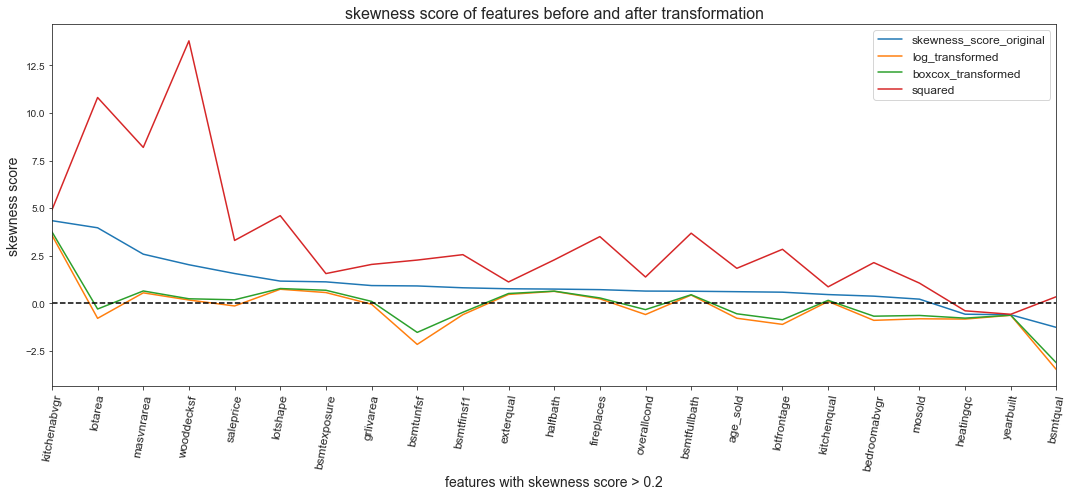 skewness score of features before and after transformation
skewness_score_original
log_transformed
boxcox_transformed
squared
12.5
10.0
7.5
5.0
2.5
0.0
−2.5
skewness score
kitchenabvgr
lotarea
masvnrarea
wooddecksf
saleprice
lotshape
bsmtexposure
grlivarea
bsmtunfsf
bsmtfinsf1
exterqual
halfbath
fireplaces
overallcond
bsmtfullbath
age_sold
lotfrontage
kitchenqual
bedroomabvgr
mosold
heatingqc
yearbuilt
bsmtqual
features with skewness score > 0.2